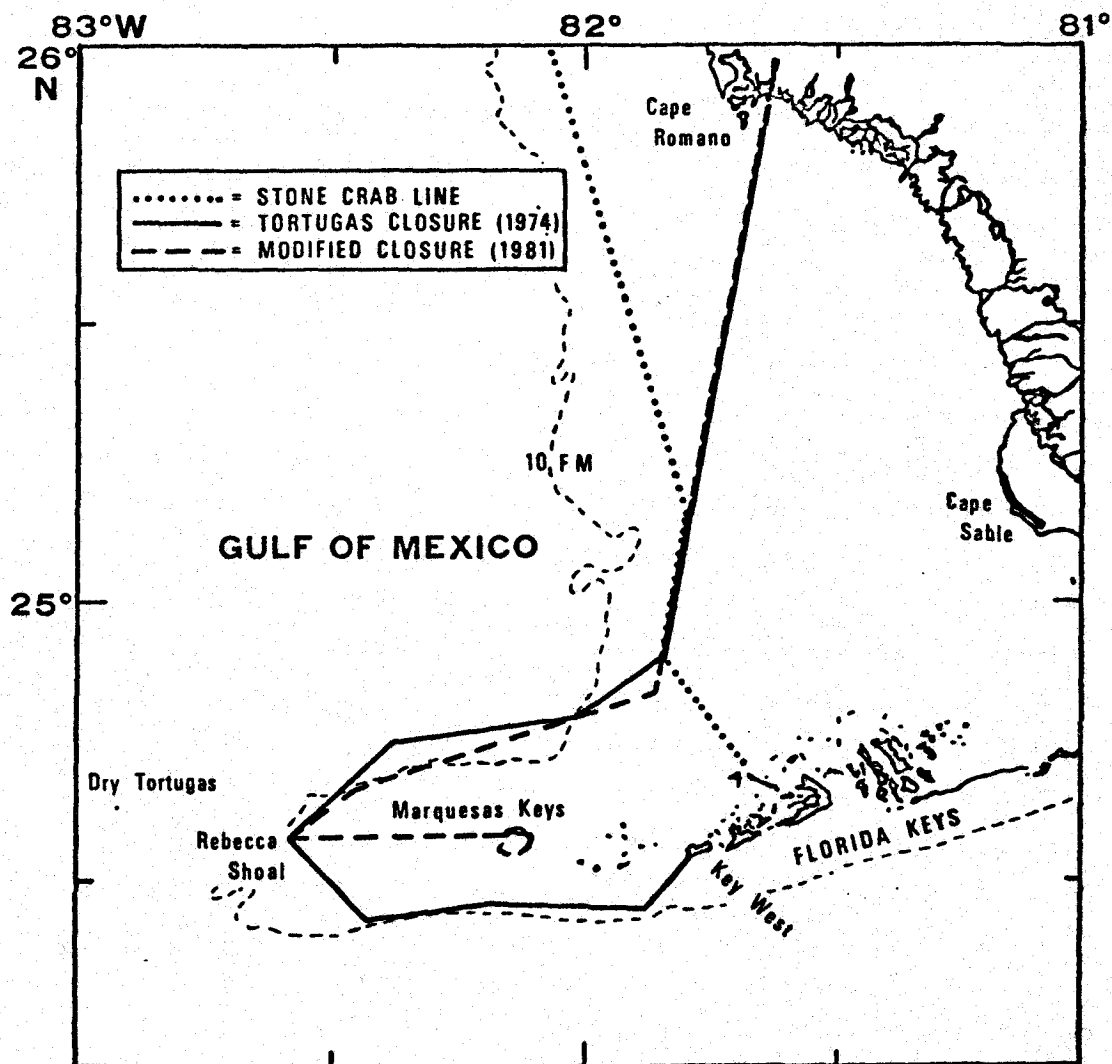 83°W 82° 81°
26°
N
Cape
Romano
= STONE CRAB LINE
= TORTUGAS CLOSURE (1974)
= MODIFIED CLOSURE (1981)
10 FM
Cape
Sable
GULF OF MEXICO
25°
Dry Tortugas
Marquesas Keys
Rebecca
Shoal
FLORIDA KEYS
Key West